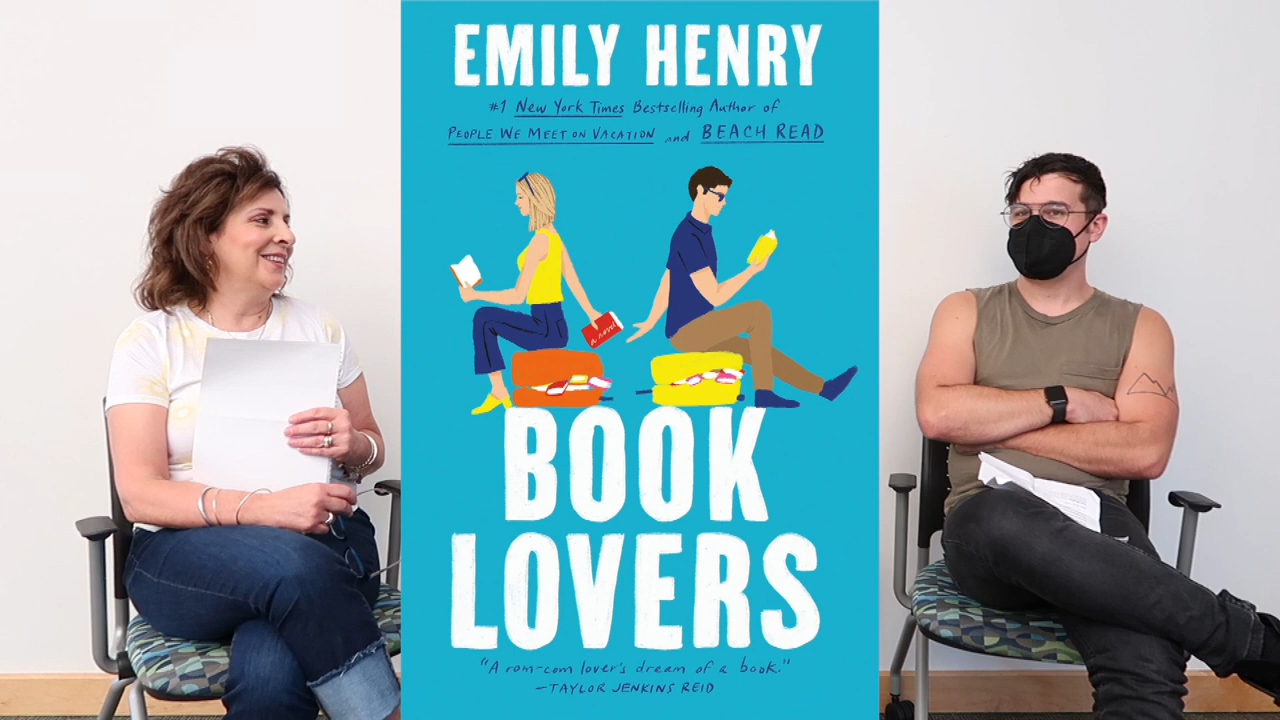 EMILY HENRY
#1 New York Times Bestselling Author of
PEOPLE WE MEET ON VACATION and BEACH READ
a novel
BOOK
LOVERS
"A rom-com lover's dream of a book."
—TAYLOR JENKINS REID